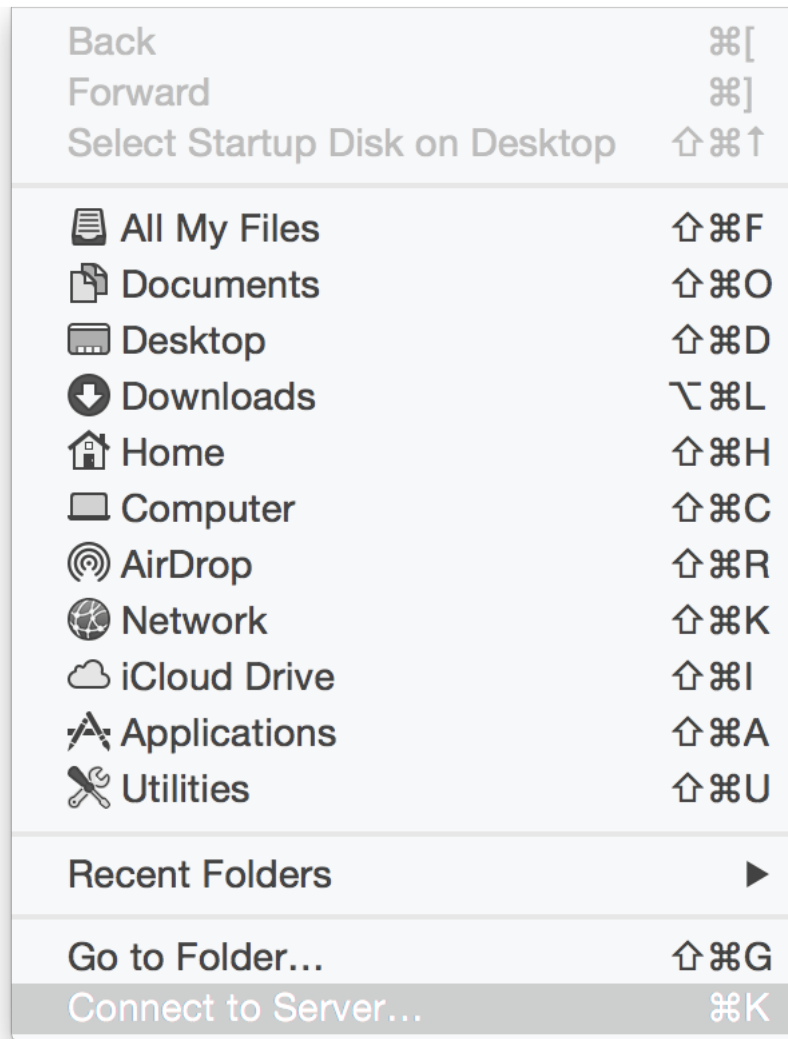 Back ⌘[
Forward ⌘]
Select Startup Disk on Desktop ⇧⌘↑
All My Files ⇧⌘F
Documents ⇧⌘O
Desktop ⇧⌘D
Downloads ⌥⌘L
Home ⇧⌘H
Computer ⇧⌘C
AirDrop ⇧⌘R
Network ⇧⌘K
iCloud Drive ⇧⌘I
Applications ⇧⌘A
Utilities ⇧⌘U
Recent Folders ▶
Go to Folder... ⇧⌘G
Connect to Server... ⌘K